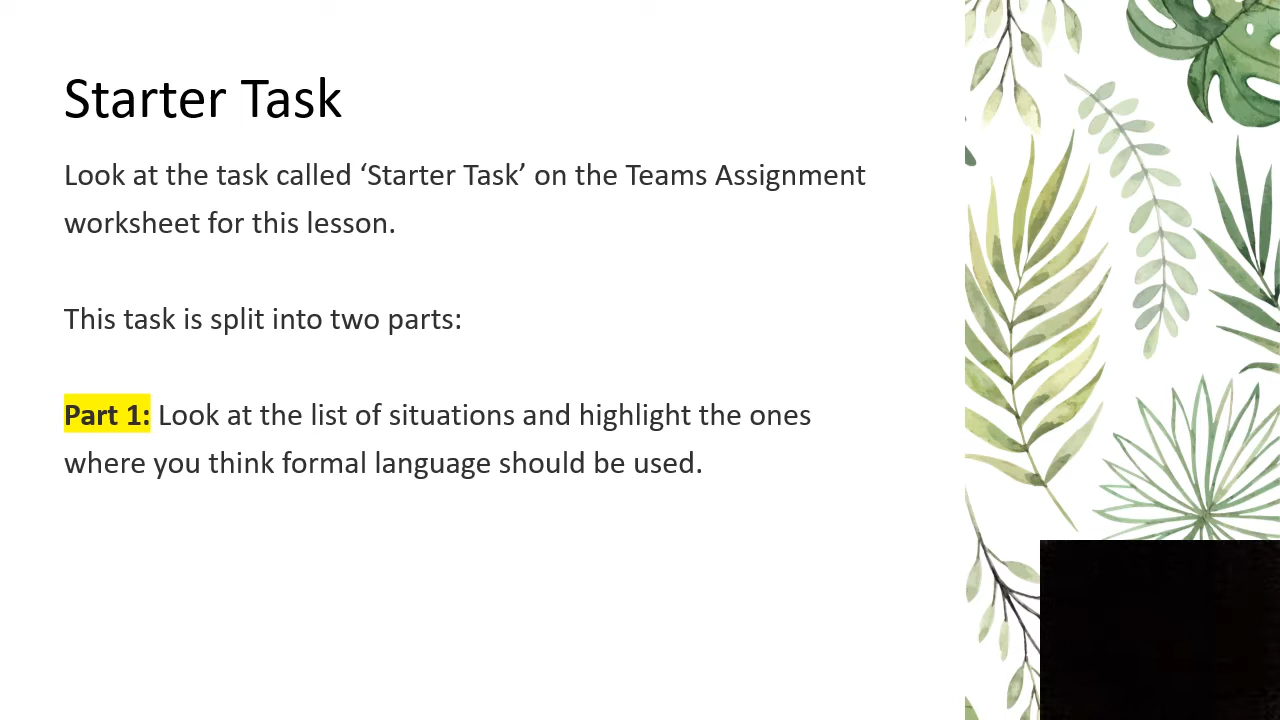 Starter Task
Look at the task called ‘Starter Task’ on the Teams Assignment
worksheet for this lesson.
This task is split into two parts:
Part 1: Look at the list of situations and highlight the ones
where you think formal language should be used.